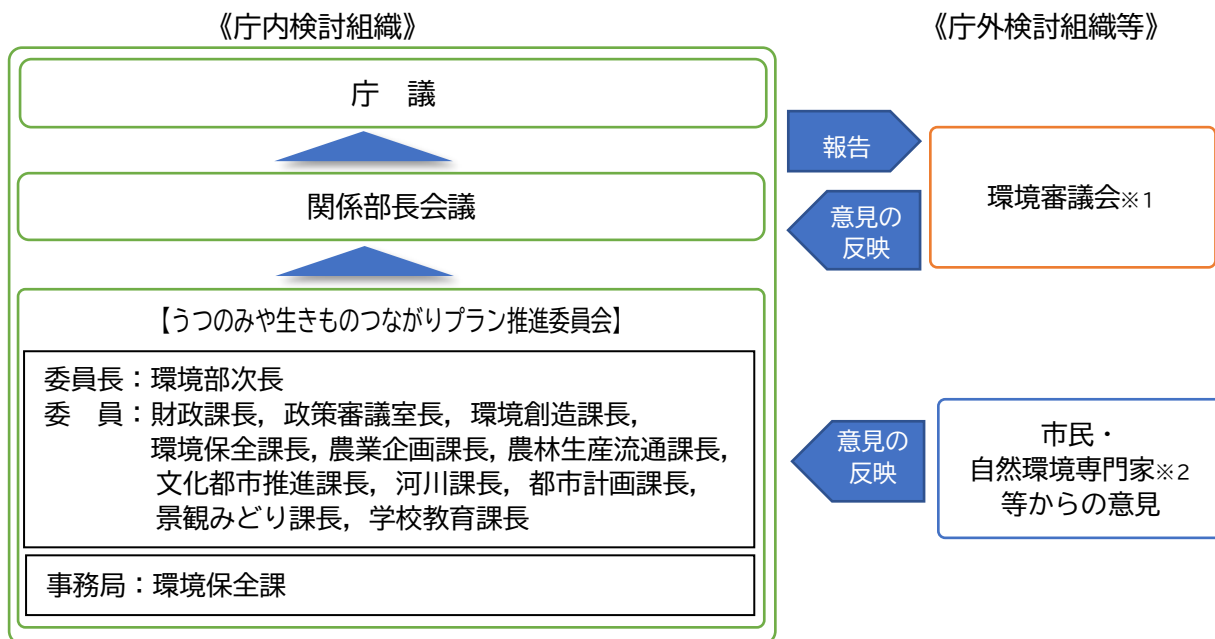 《庁内検討組織》
《庁外検討組織等》
庁　議
関係部長会議
【うつのみや生きものつながりプラン推進委員会】
委員長：環境部次長
委　員：財政課長，政策審議室長，環境創造課長，
環境保全課長，農業企画課長，農林生産流通課長，
文化都市推進課長，河川課長，都市計画課長，
景観みどり課長，学校教育課長
事務局：環境保全課
報告
意見の
反映
環境審議会※1
意見の
反映
市民・
自然環境専門家※2
等からの意見